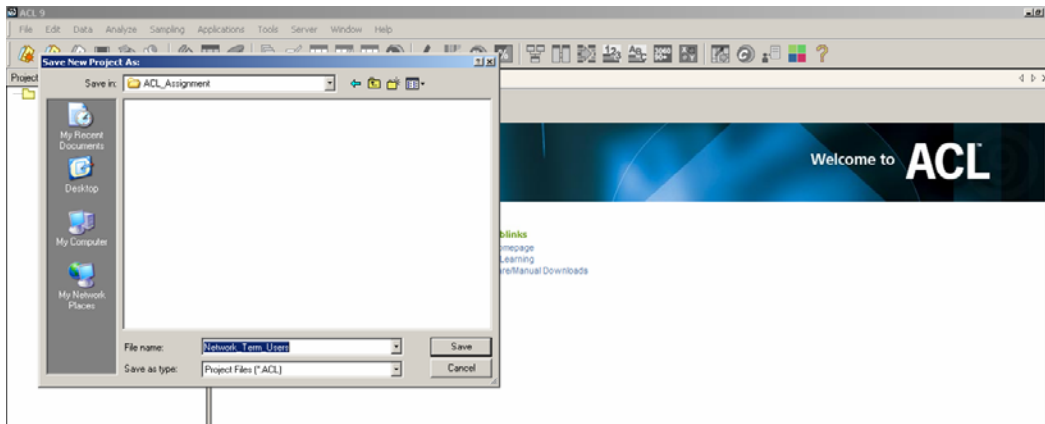 ACL 9
File Edit Data Analyze Sampling Applications Tools Server Window Help
Save New Project As:
Project
Save in: ACL_Assignment
My Recent Documents
Desktop
My Computer
My Network Places
File name: Network_Term_Users
Save
Save as type: Project Files (*.ACL)
Cancel
Welcome to ACL
blinks
omepage
Learning
are/Manual Downloads